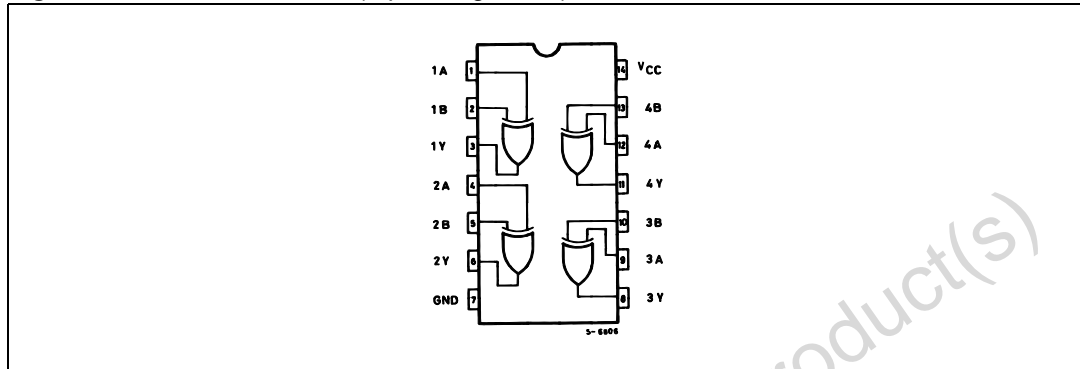 1A 1 14 VCC
1B 2 13 4B
1Y 3 12 4A
2A 4 11 4Y
2B 5 10 3B
2Y 6 9 3A
GND 7 8 3Y
S-6806
roduct(s)